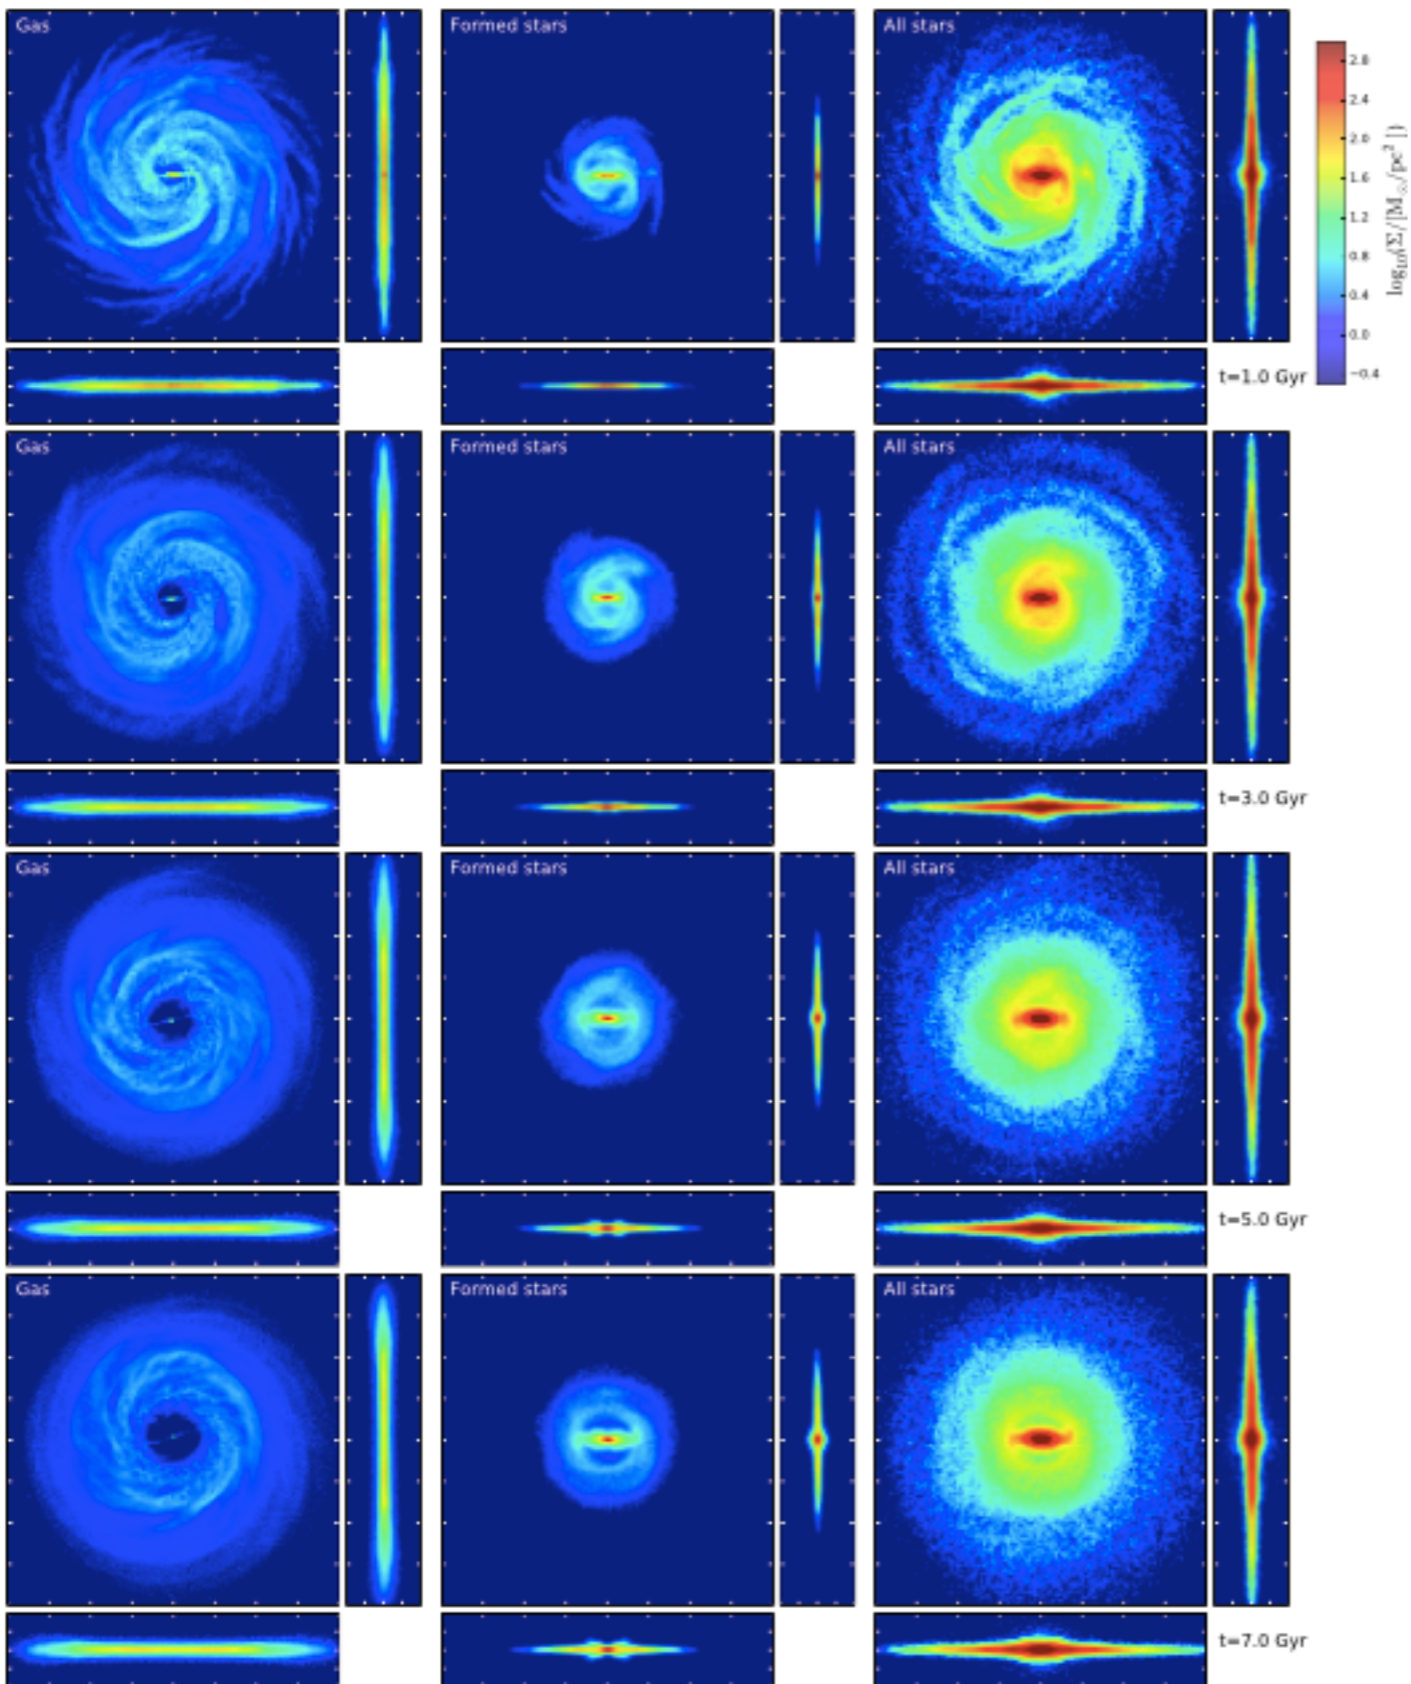 Gas Formed stars All stars
2.8
2.4
2.0
1.6
1.2
0.8
0.4
0.0
−0.4
log₁₀(Σ/[M☉/pc²])
t=1.0 Gyr
Gas Formed stars All stars
t=3.0 Gyr
Gas Formed stars All stars
t=5.0 Gyr
Gas Formed stars All stars
t=7.0 Gyr